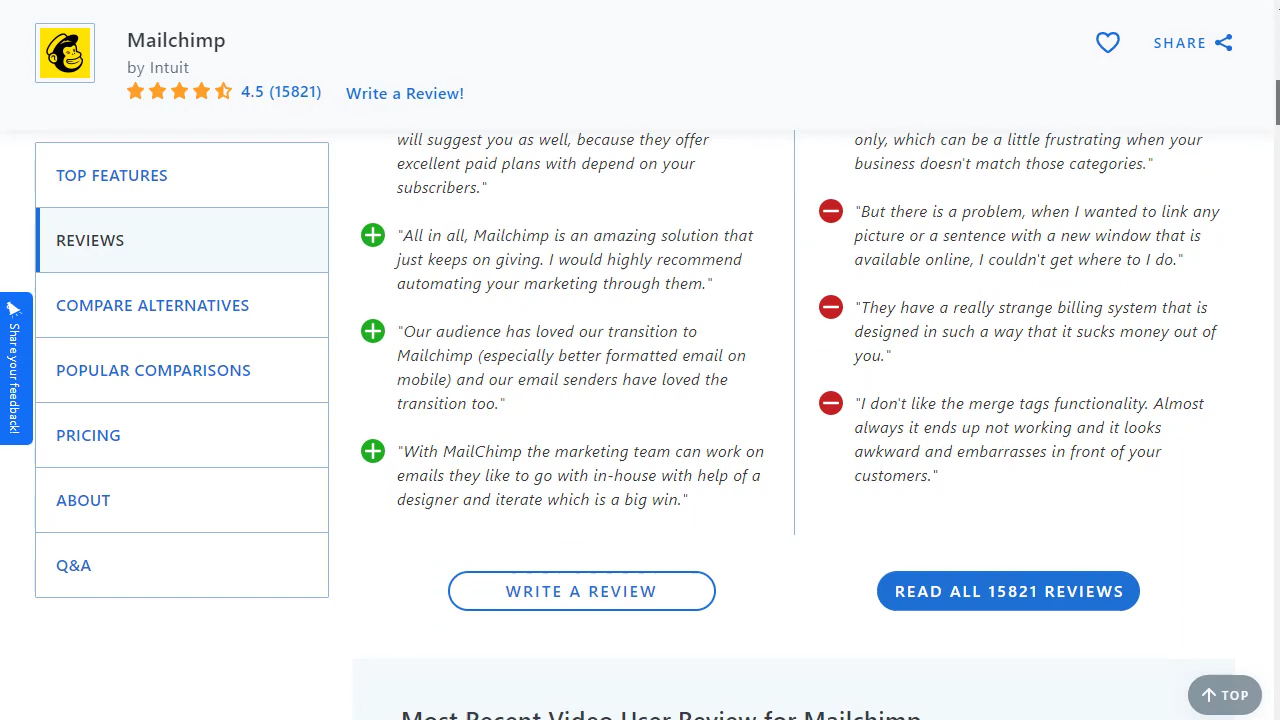 Mailchimp
by Intuit
4.5 (15821)
Write a Review!
SHARE
TOP FEATURES
REVIEWS
COMPARE ALTERNATIVES
POPULAR COMPARISONS
PRICING
ABOUT
Q&A
Share your feedback!
will suggest you as well, because they offer
excellent paid plans with depend on your
subscribers."
"All in all, Mailchimp is an amazing solution that
just keeps on giving. I would highly recommend
automating your marketing through them."
"Our audience has loved our transition to
Mailchimp (especially better formatted email on
mobile) and our email senders have loved the
transition too."
"With MailChimp the marketing team can work on
emails they like to go with in-house with help of a
designer and iterate which is a big win."
only, which can be a little frustrating when your
business doesn't match those categories."
"But there is a problem, when I wanted to link any
picture or a sentence with a new window that is
available online, I couldn't get where to I do."
"They have a really strange billing system that is
designed in such a way that it sucks money out of
you."
"I don't like the merge tags functionality. Almost
always it ends up not working and it looks
awkward and embarrasses in front of your
customers."
WRITE A REVIEW
READ ALL 15821 REVIEWS
Most Recent Video User Review for Mailchimp
TOP